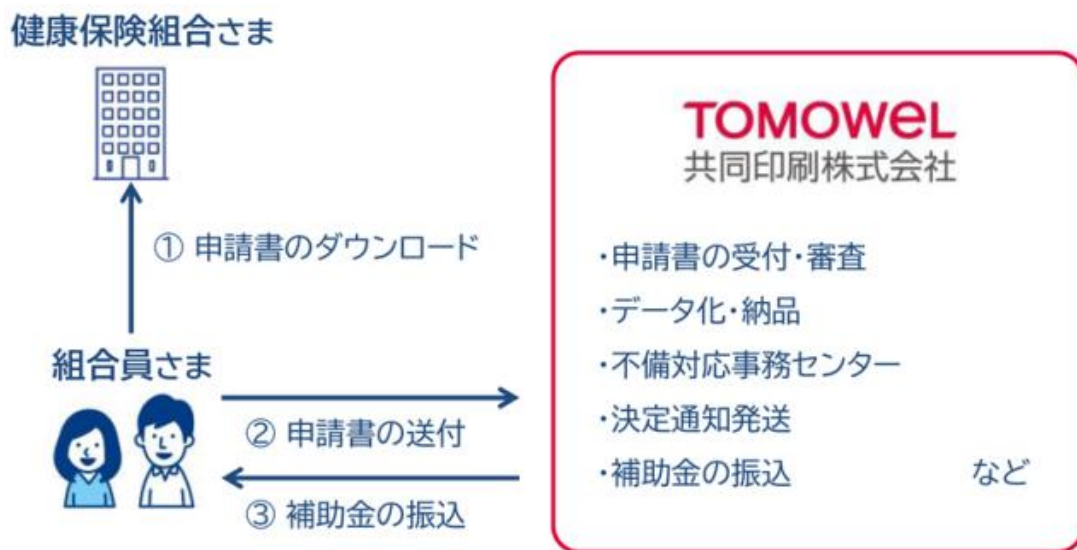 健康保険組合さま
① 申請書のダウンロード
組合員さま
② 申請書の送付
③ 補助金の振込
TOMOWEL
共同印刷株式会社
・申請書の受付・審査
・データ化・納品
・不備対応事務センター
・決定通知発送
・補助金の振込 など